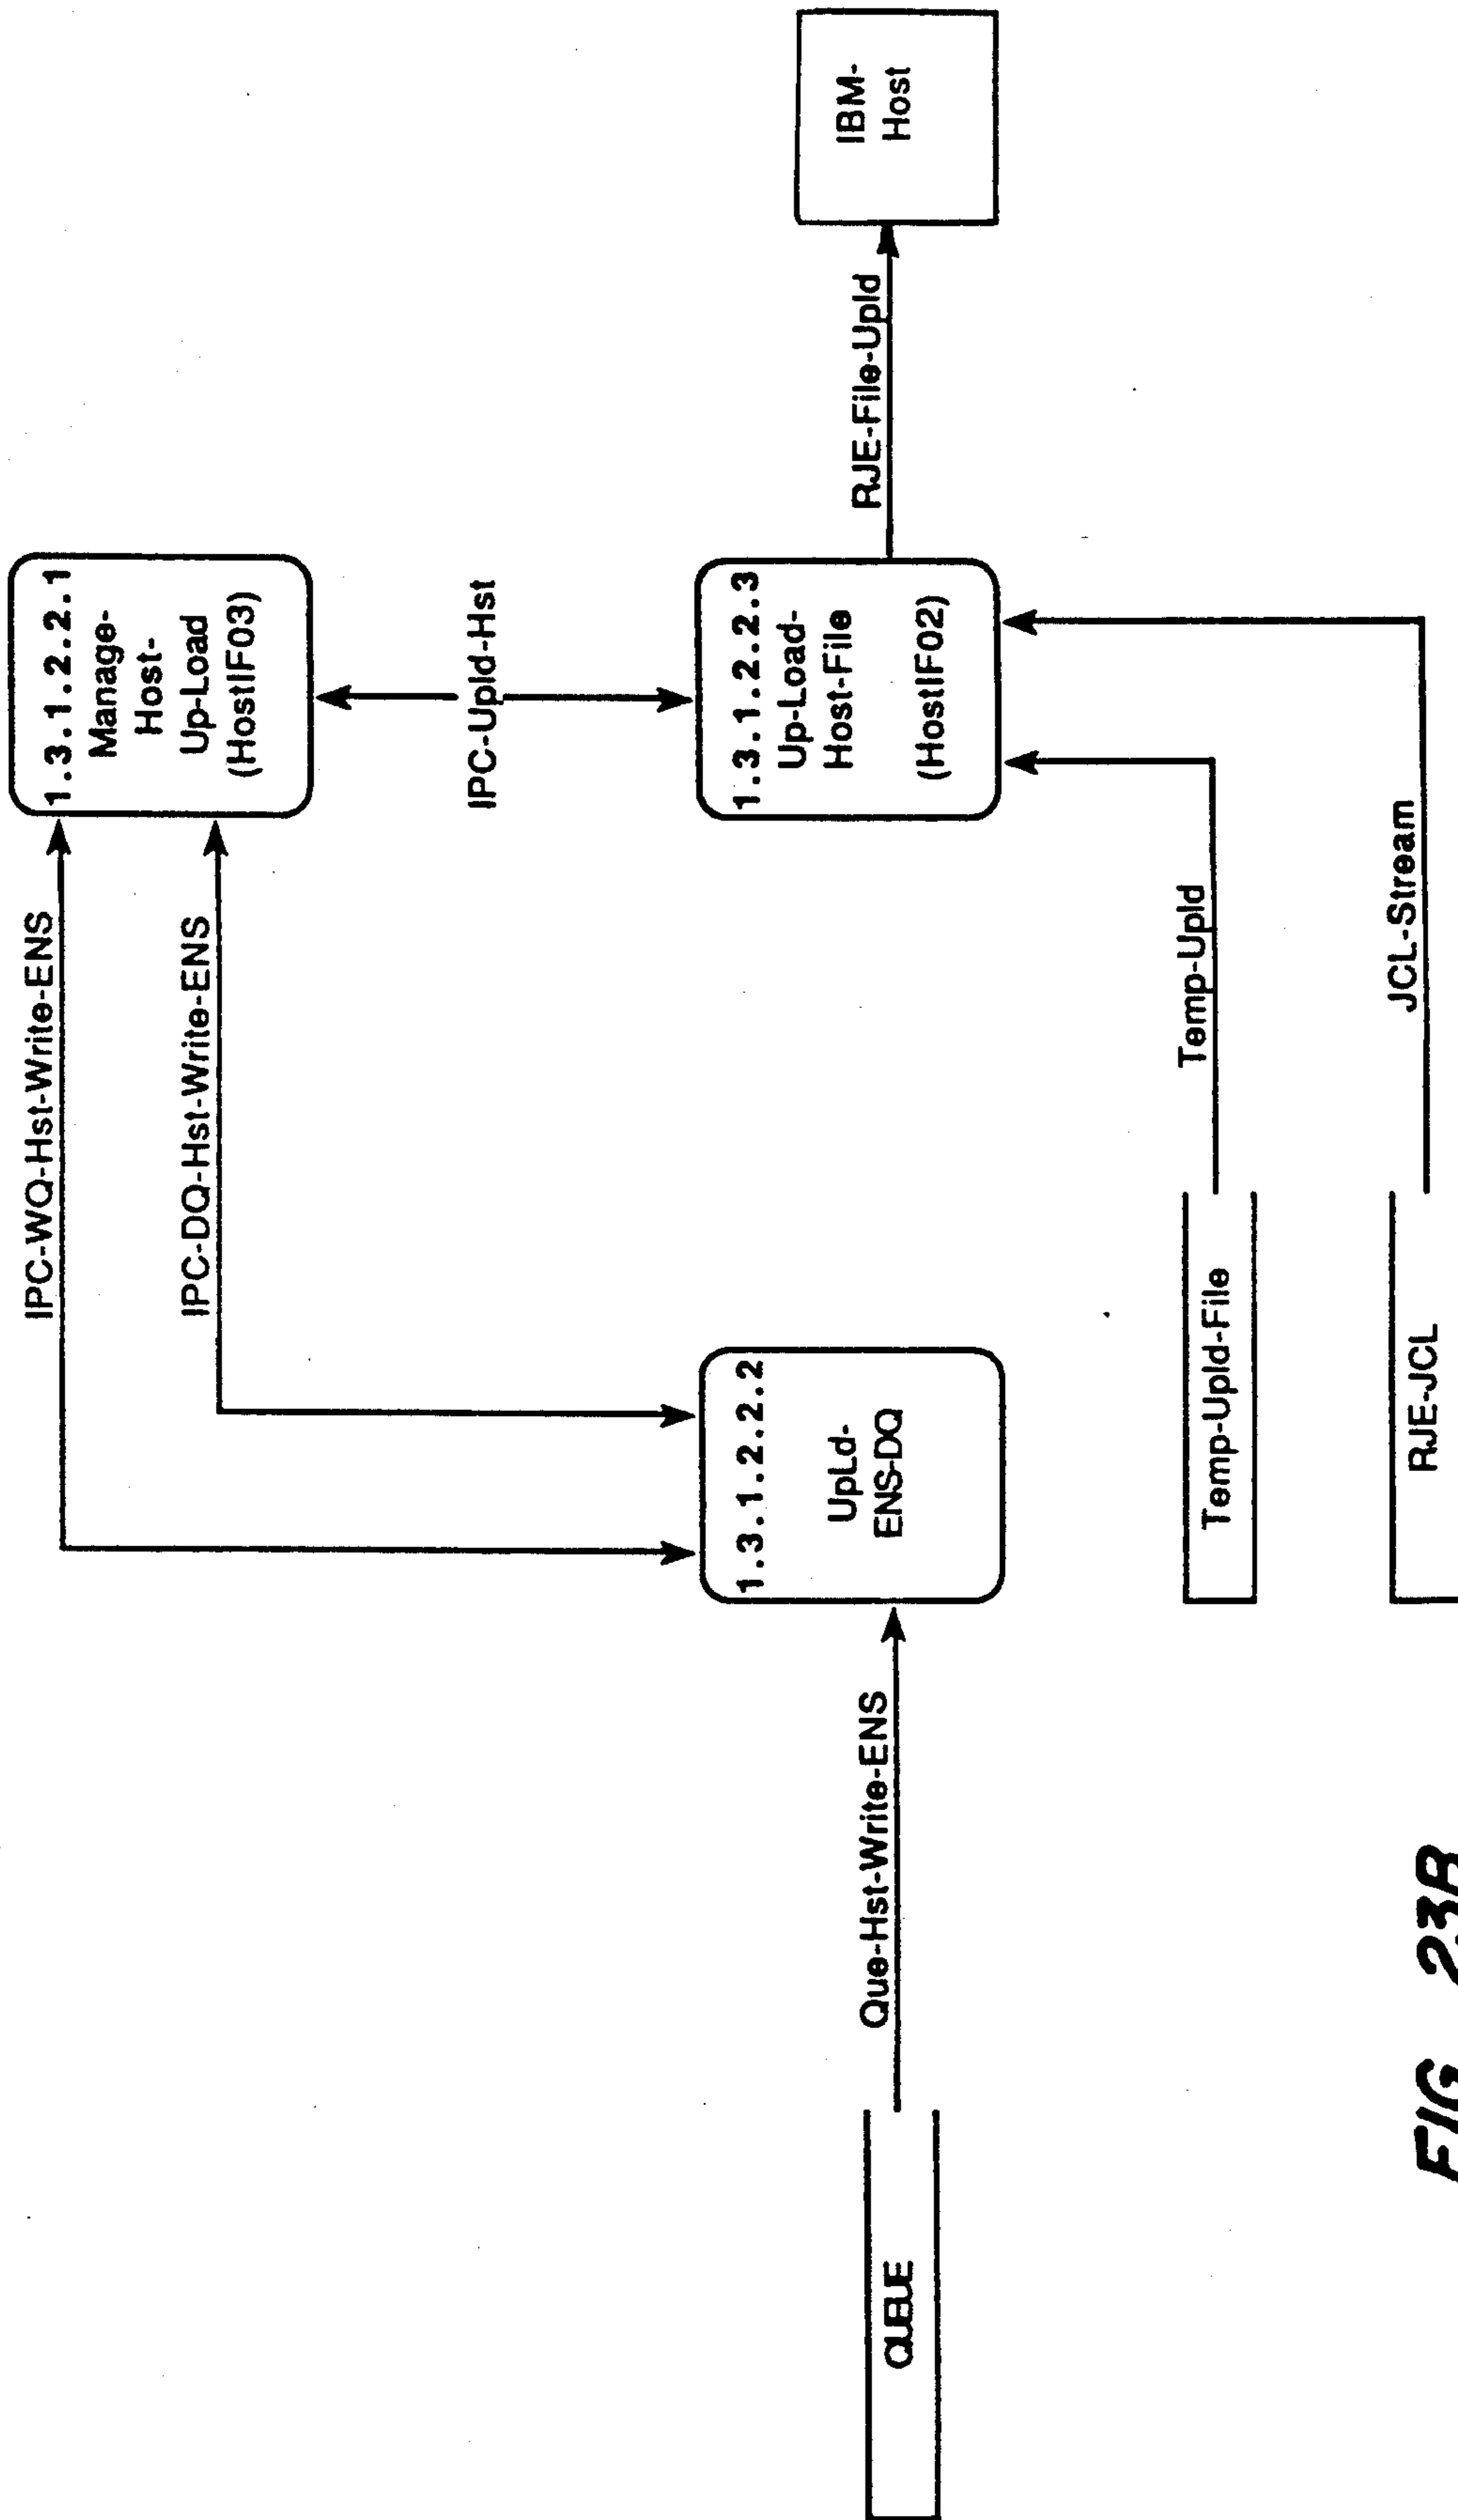 IPC-WQ-Hst-Write-ENS
1.3.1.2.2.1
Manage-
Host-
Up-Load
(HostIF03)
IPC-DQ-Hst-Write-ENS
IPC-Upld-Hst
Que-Hst-Write-ENS
QUEUE
1.3.1.2.2.2
UpLd-
ENS-DQ
1.3.1.2.2.3
Up-Load-
Host-File
(HostIF02)
RJE-File-Upld
IBM-
Host
Temp-Upld-File
Temp-Upld
RJE-JCL
JCL-Stream
FIG 23B